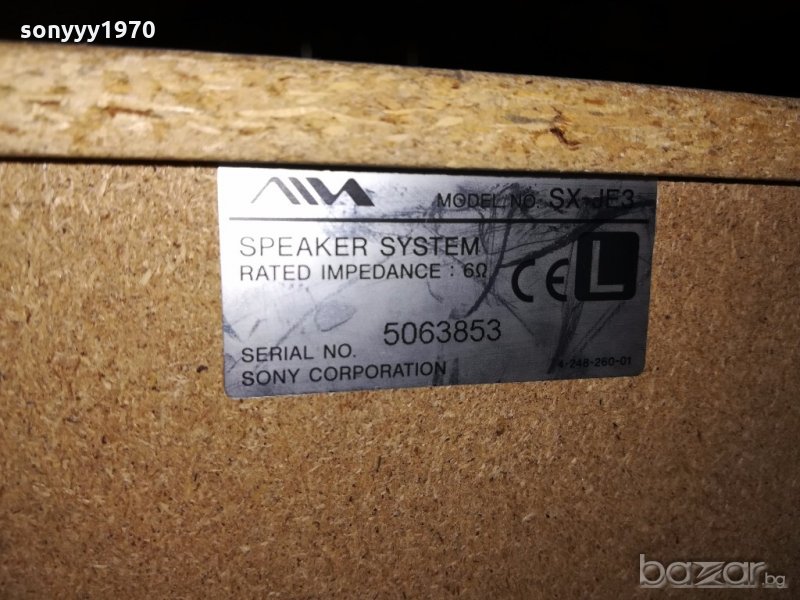 sonyyy1970
AIWA
MODEL NO. SX-JE3
SPEAKER SYSTEM
RATED IMPEDANCE : 6Ω
CE L
SERIAL NO. 5063853
SONY CORPORATION
4-248-260-01
bazar.bg